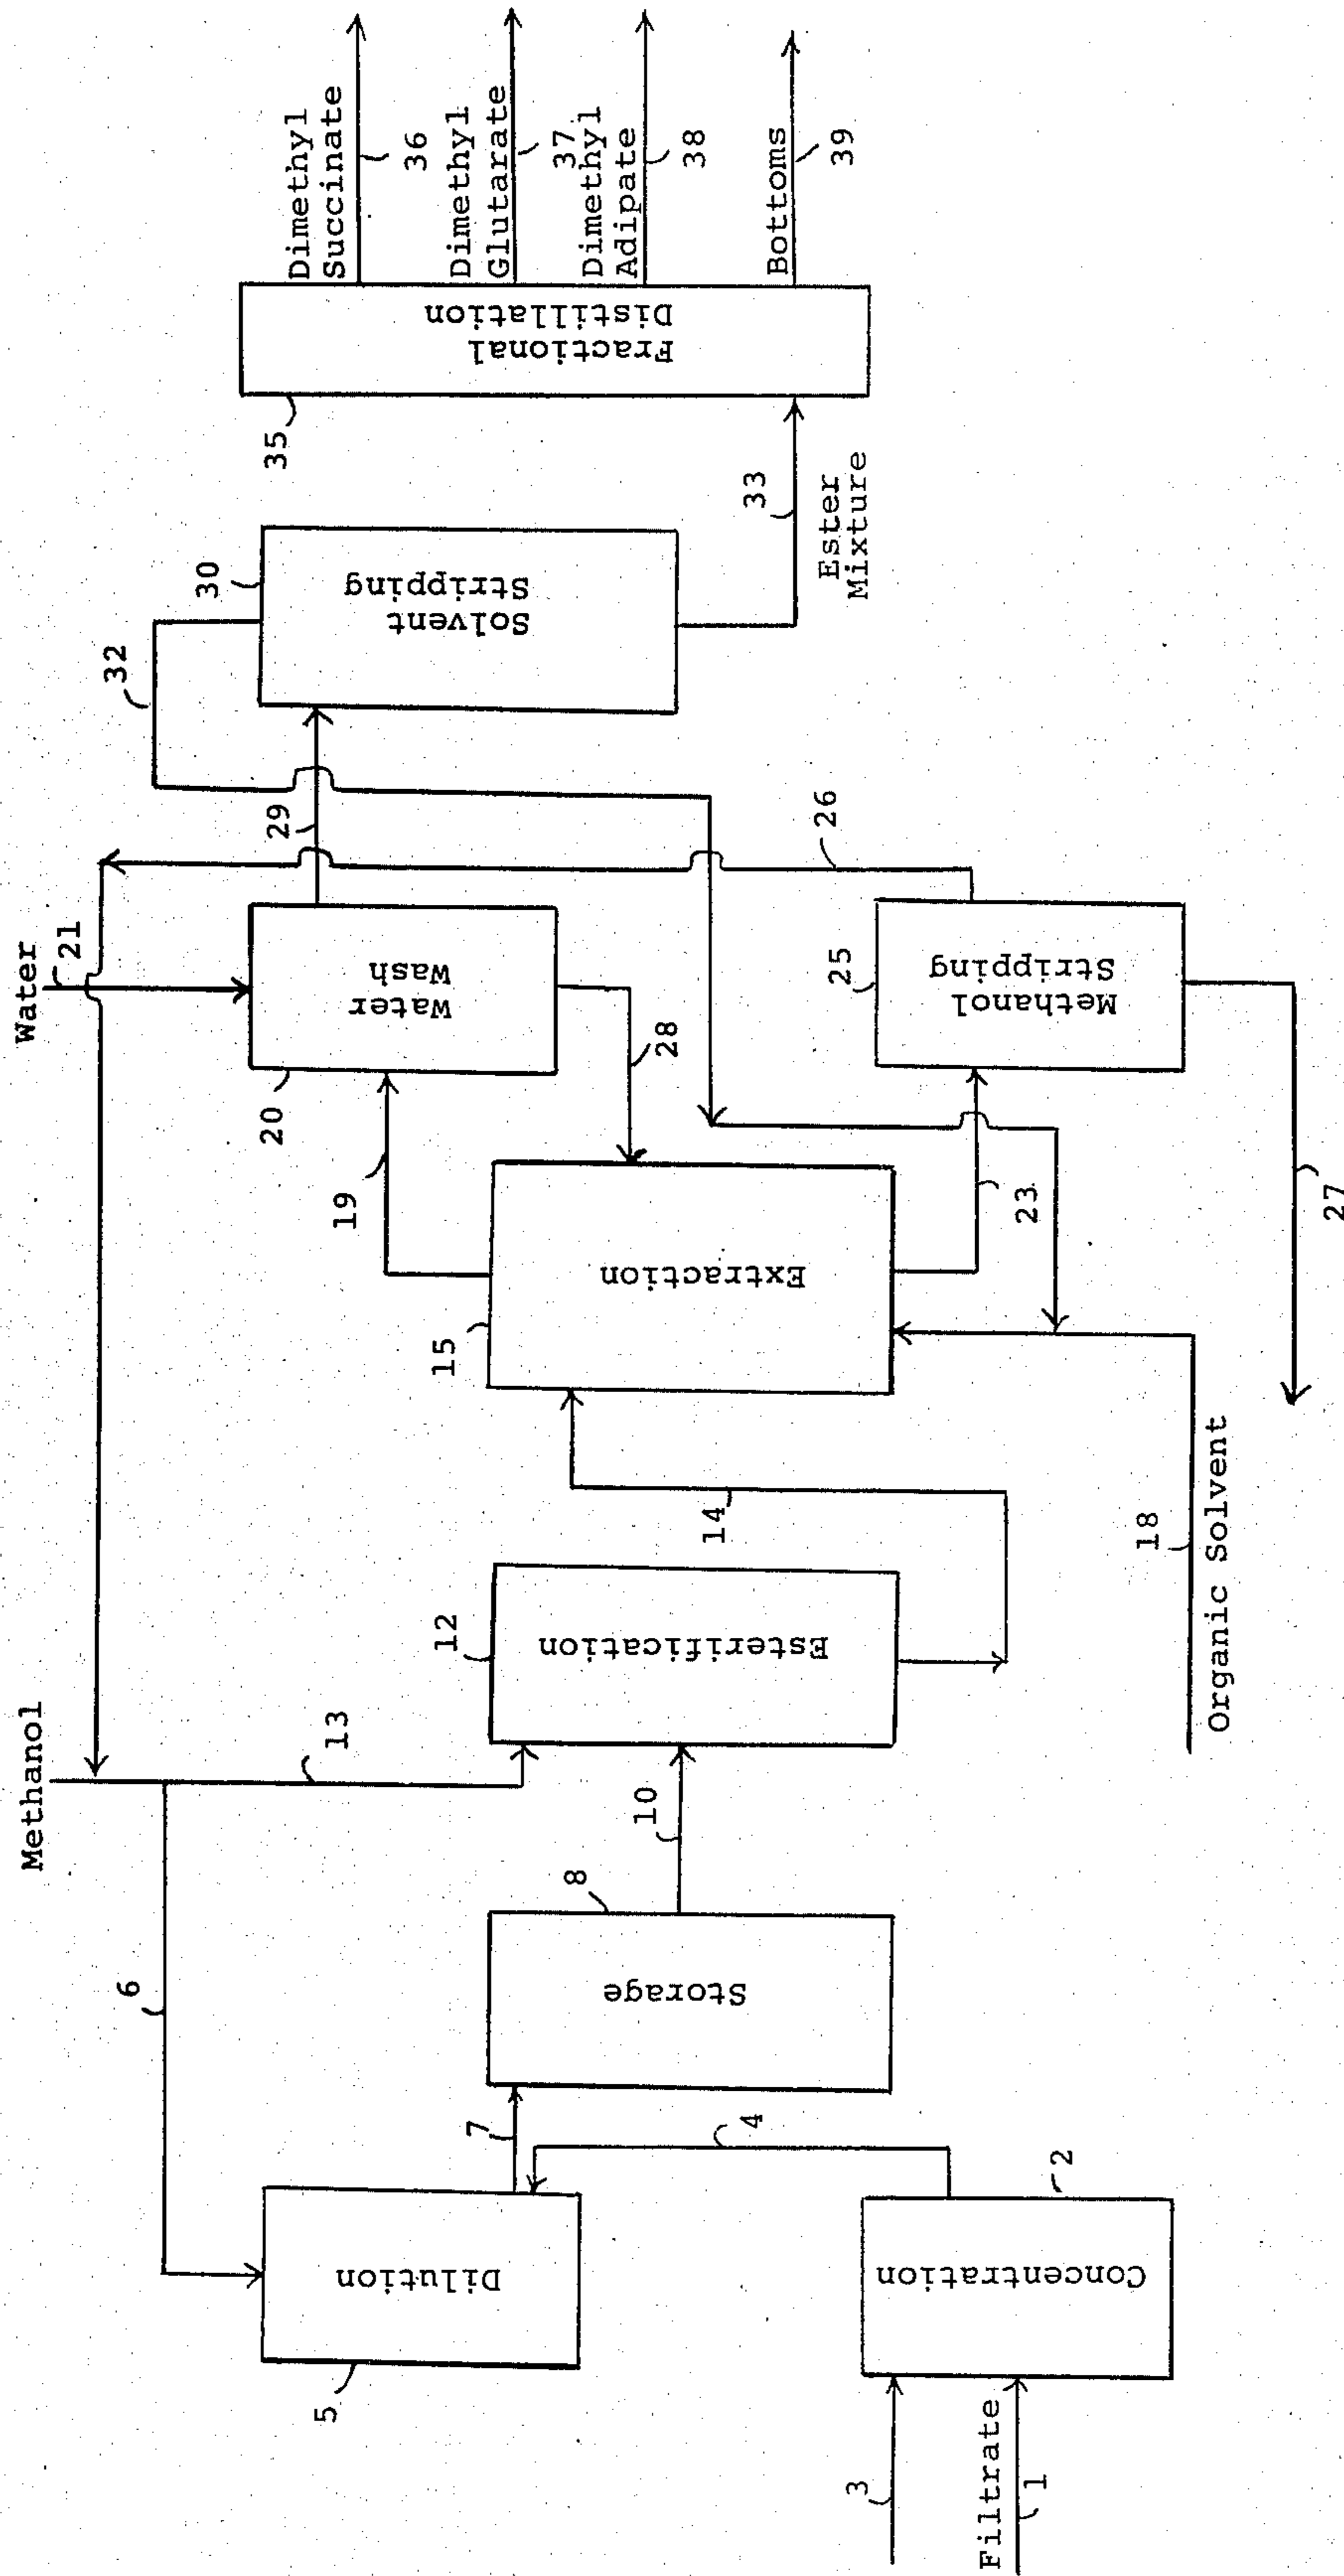 Methanol
Water
21
6
13
32
5
Dilution
7
4
8
Storage
10
12
Esterification
14
15
Extraction
19
20
Water
Wash
28
29
30
Solvent
Stripping
35
Fractional
Distillation
Dimethyl
Succinate
36
Dimethyl
Glutarate
37
Dimethyl
Adipate
38
Bottoms
39
33
Ester
Mixture
26
25
Methanol
Stripping
23
27
18
Organic Solvent
2
Concentration
3
Filtrate
1